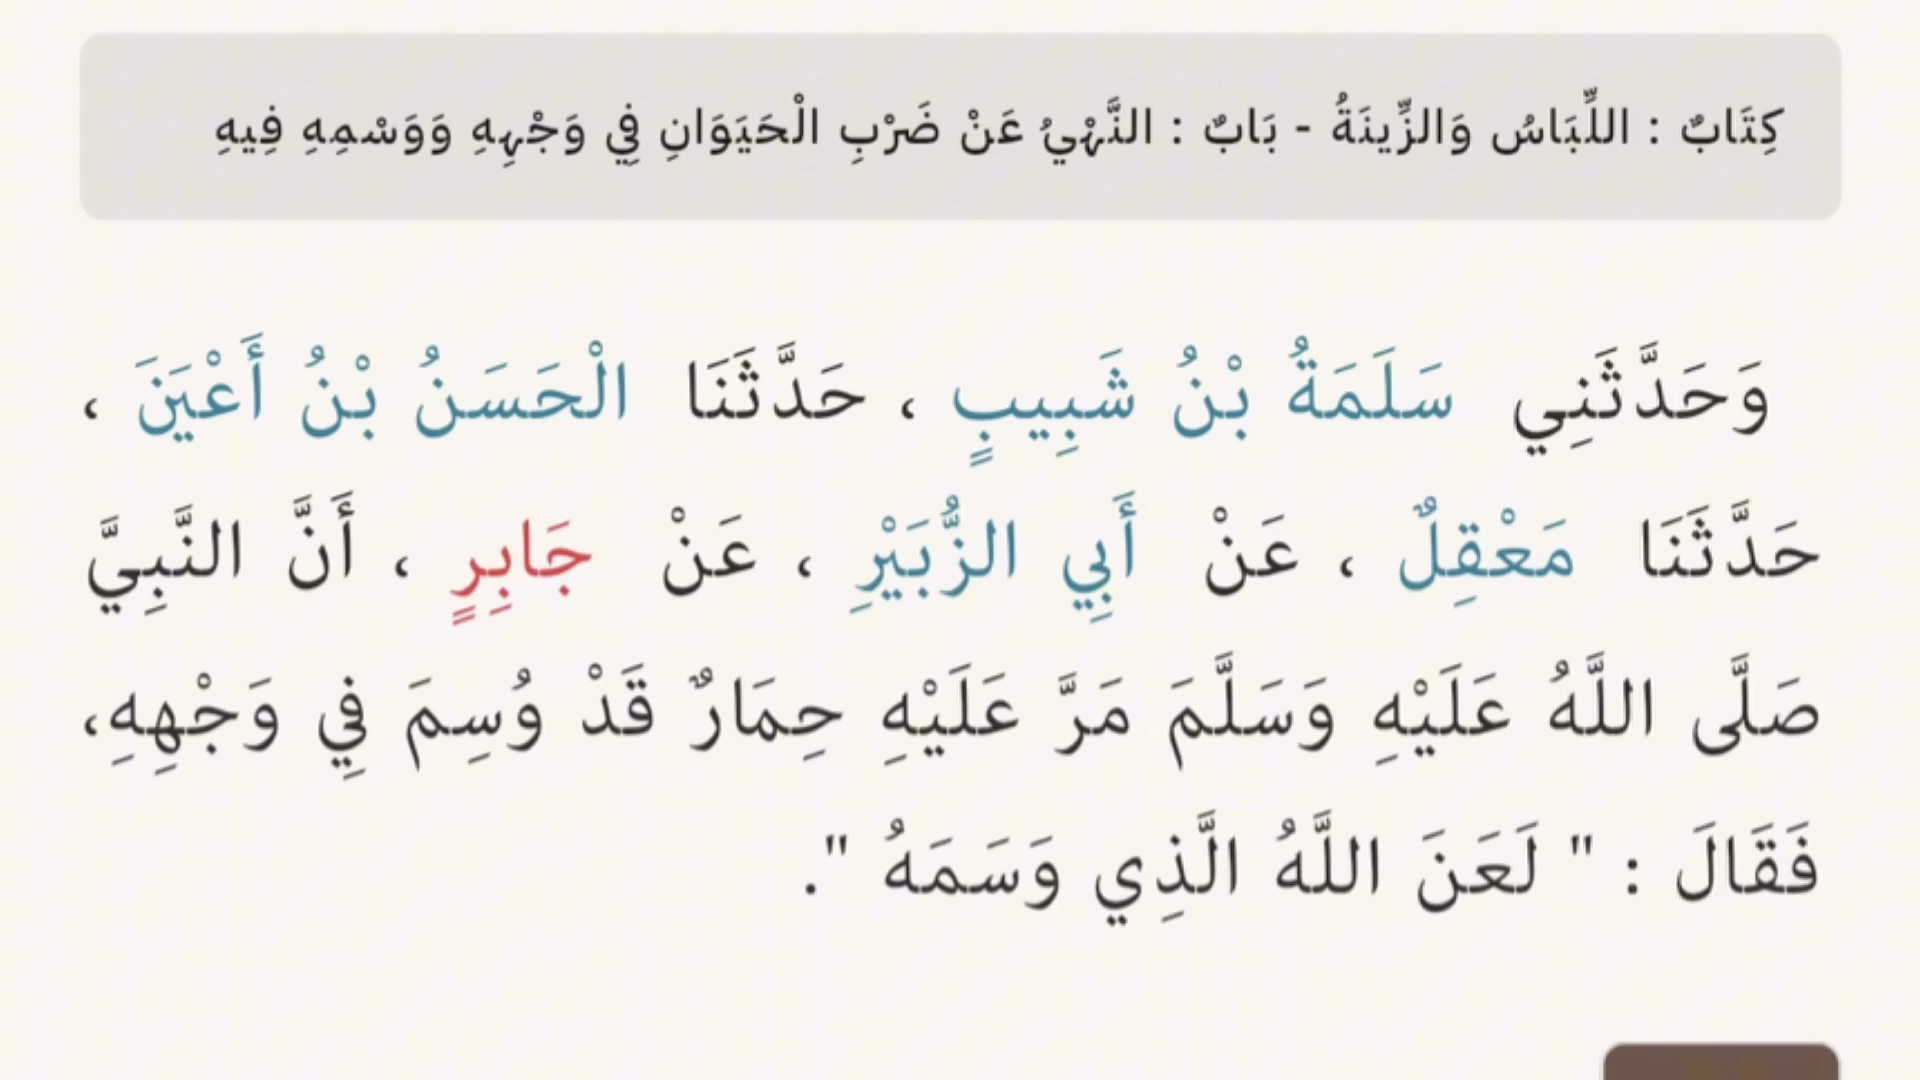 كِتَابٌ : اللِّبَاسُ وَالزِّينَةُ - بَابٌ : النَّهْيُ عَنْ ضَرْبِ الْحَيَوَانِ فِي وَجْهِهِ وَوَسْمِهِ فِيهِ
وَحَدَّثَنِي سَلَمَةُ بْنُ شَبِيبٍ ، حَدَّثَنَا الْحَسَنُ بْنُ أَعْيَنَ ،
حَدَّثَنَا مَعْقِلٌ ، عَنْ أَبِي الزُّبَيْرِ ، عَنْ جَابِرٍ ، أَنَّ النَّبِيَّ
صَلَّى اللَّهُ عَلَيْهِ وَسَلَّمَ مَرَّ عَلَيْهِ حِمَارٌ قَدْ وُسِمَ فِي وَجْهِهِ،
فَقَالَ : " لَعَنَ اللَّهُ الَّذِي وَسَمَهُ ".